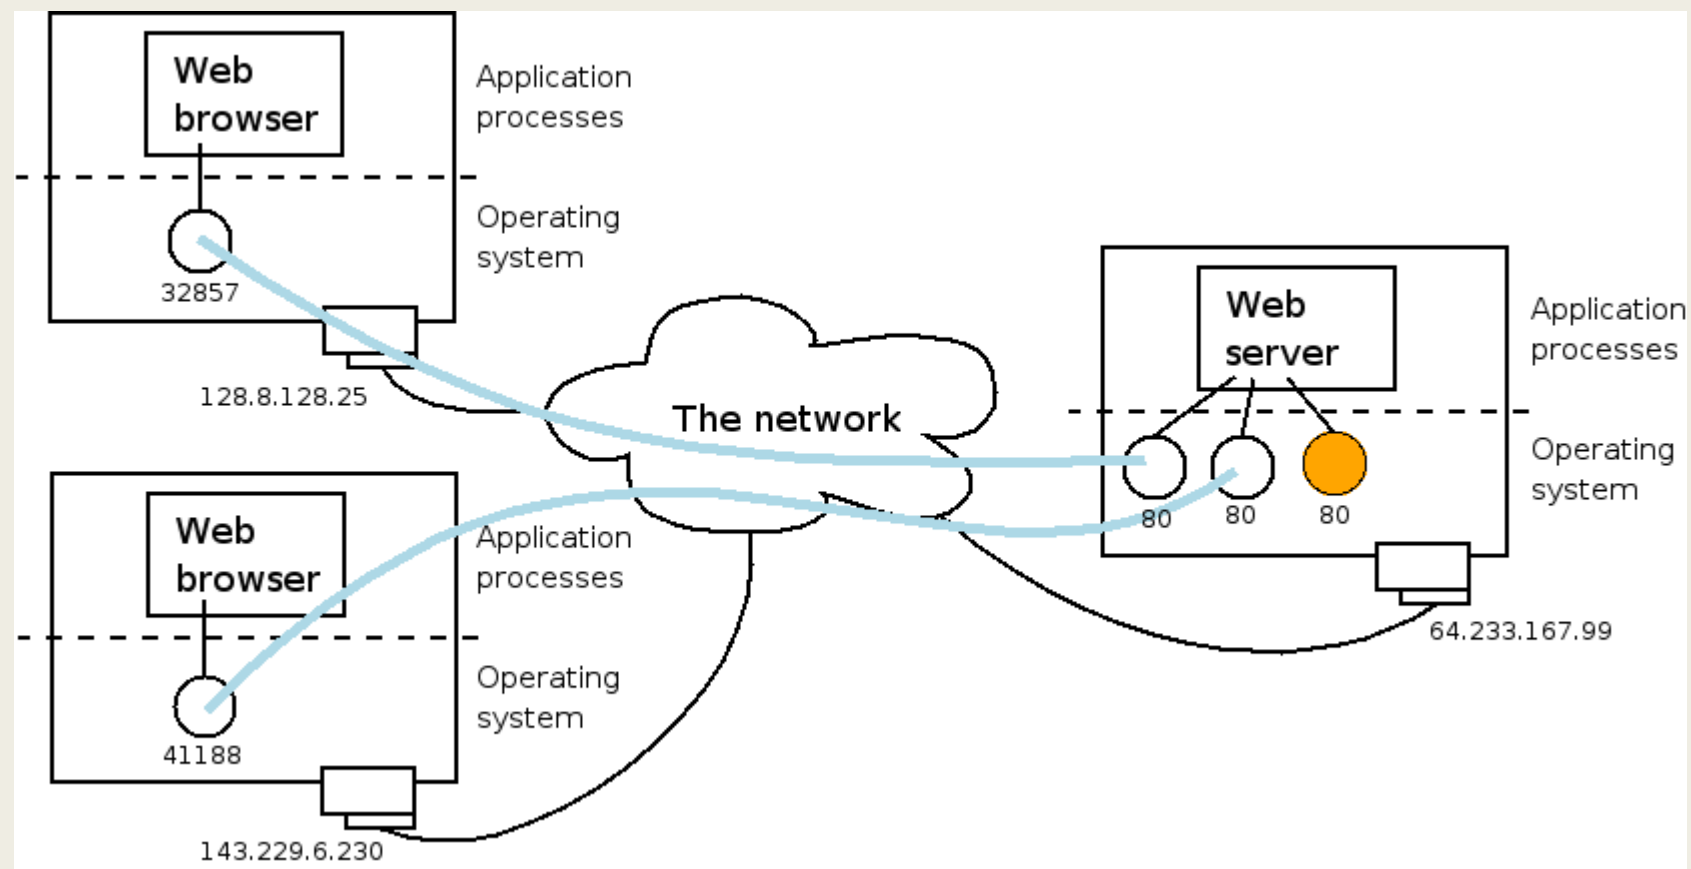 Web
browser
Application
processes
Operating
system
32857
128.8.128.25
The network
Web
server
Application
processes
Operating
system
80
80
80
64.233.167.99
Web
browser
Application
processes
Operating
system
41188
143.229.6.230